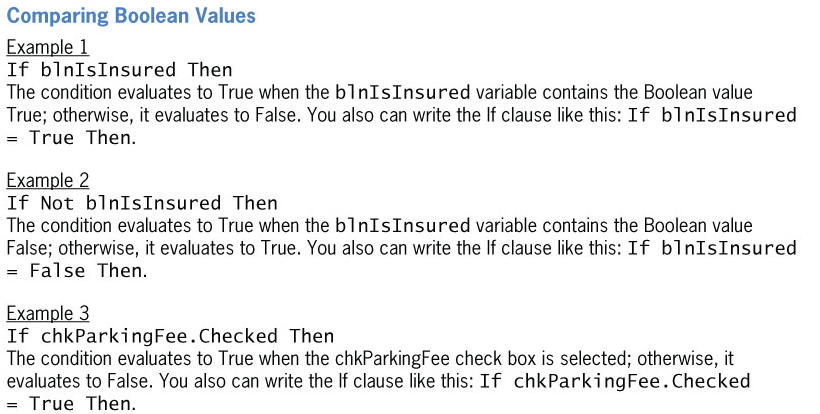 Comparing Boolean Values
Example 1
If blnIsInsured Then
The condition evaluates to True when the blnIsInsured variable contains the Boolean value
True; otherwise, it evaluates to False. You also can write the If clause like this: If blnIsInsured
= True Then.
Example 2
If Not blnIsInsured Then
The condition evaluates to True when the blnIsInsured variable contains the Boolean value
False; otherwise, it evaluates to True. You also can write the If clause like this: If blnIsInsured
= False Then.
Example 3
If chkParkingFee.Checked Then
The condition evaluates to True when the chkParkingFee check box is selected; otherwise, it
evaluates to False. You also can write the If clause like this: If chkParkingFee.Checked
= True Then.